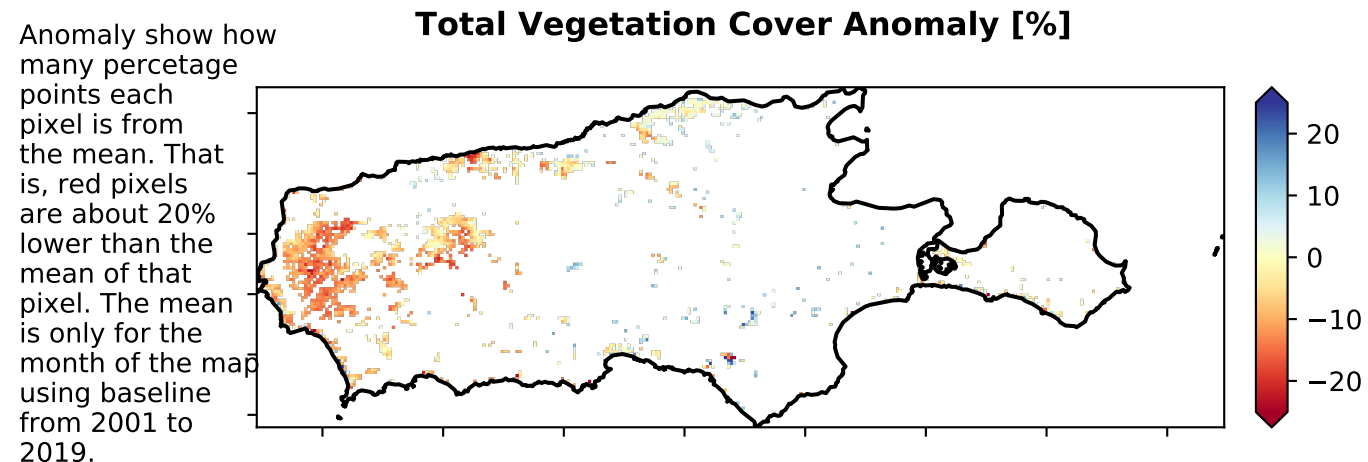 Total Vegetation Cover Anomaly [%]
Anomaly show how
many percetage
points each
pixel is from
the mean. That
is, red pixels
are about 20%
lower than the
mean of that
pixel. The mean
is only for the
month of the map
using baseline
from 2001 to
2019.
20
10
0
−10
−20